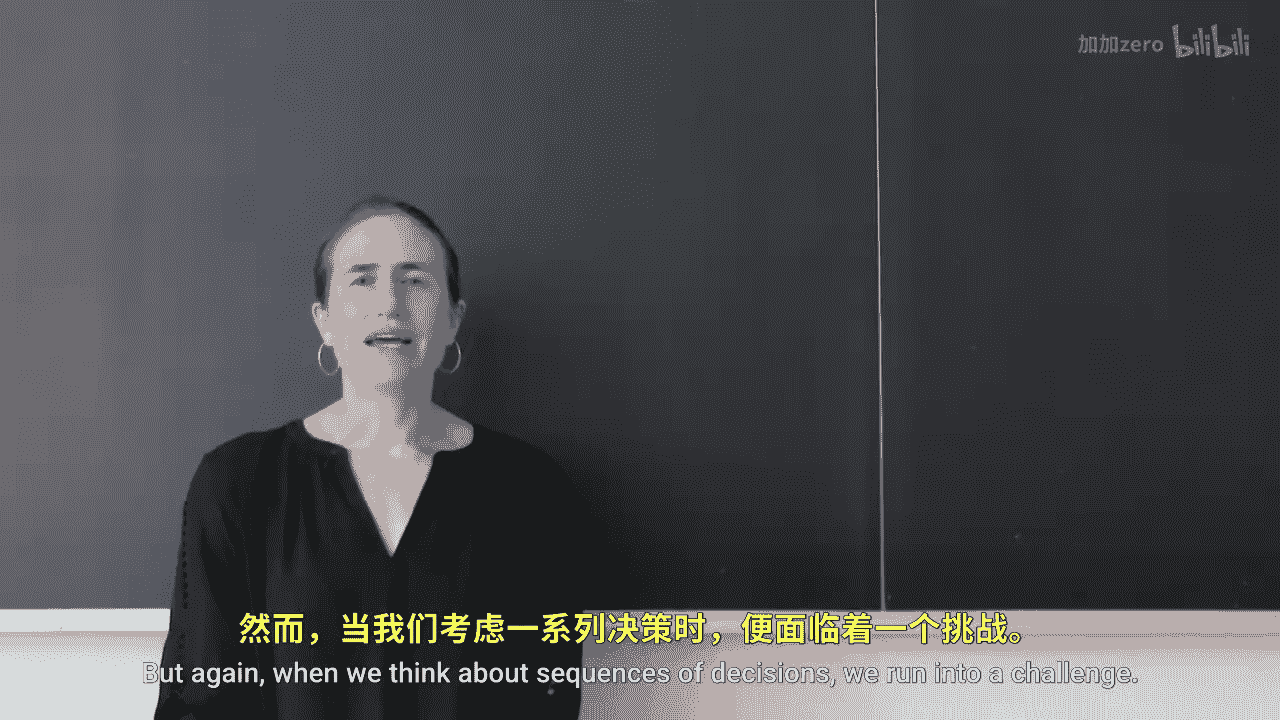 加加zero bilibili
然而，当我们考虑一系列决策时，便面临着一个挑战。
But again, when we think about sequences of decisions, we run into a challenge.